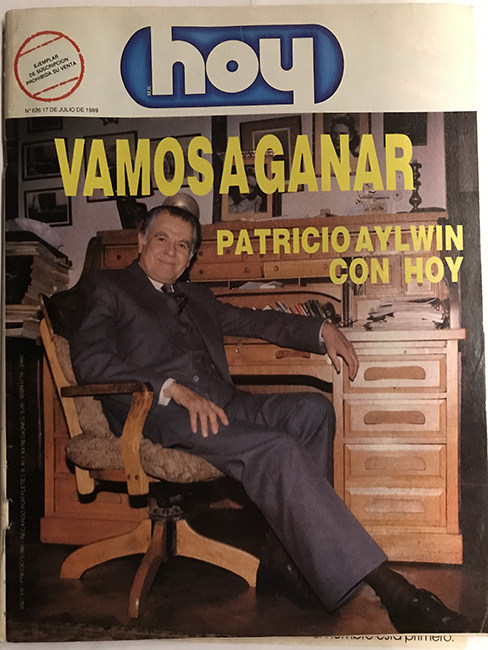 EJEMPLAR
DE SUSCRIPCION
PROHIBIDA SU VENTA
M.R.
hoy
N° 626 17 DE JULIO DE 1989
VAMOS A GANAR
PATRICIO AYLWIN
CON HOY
primero.